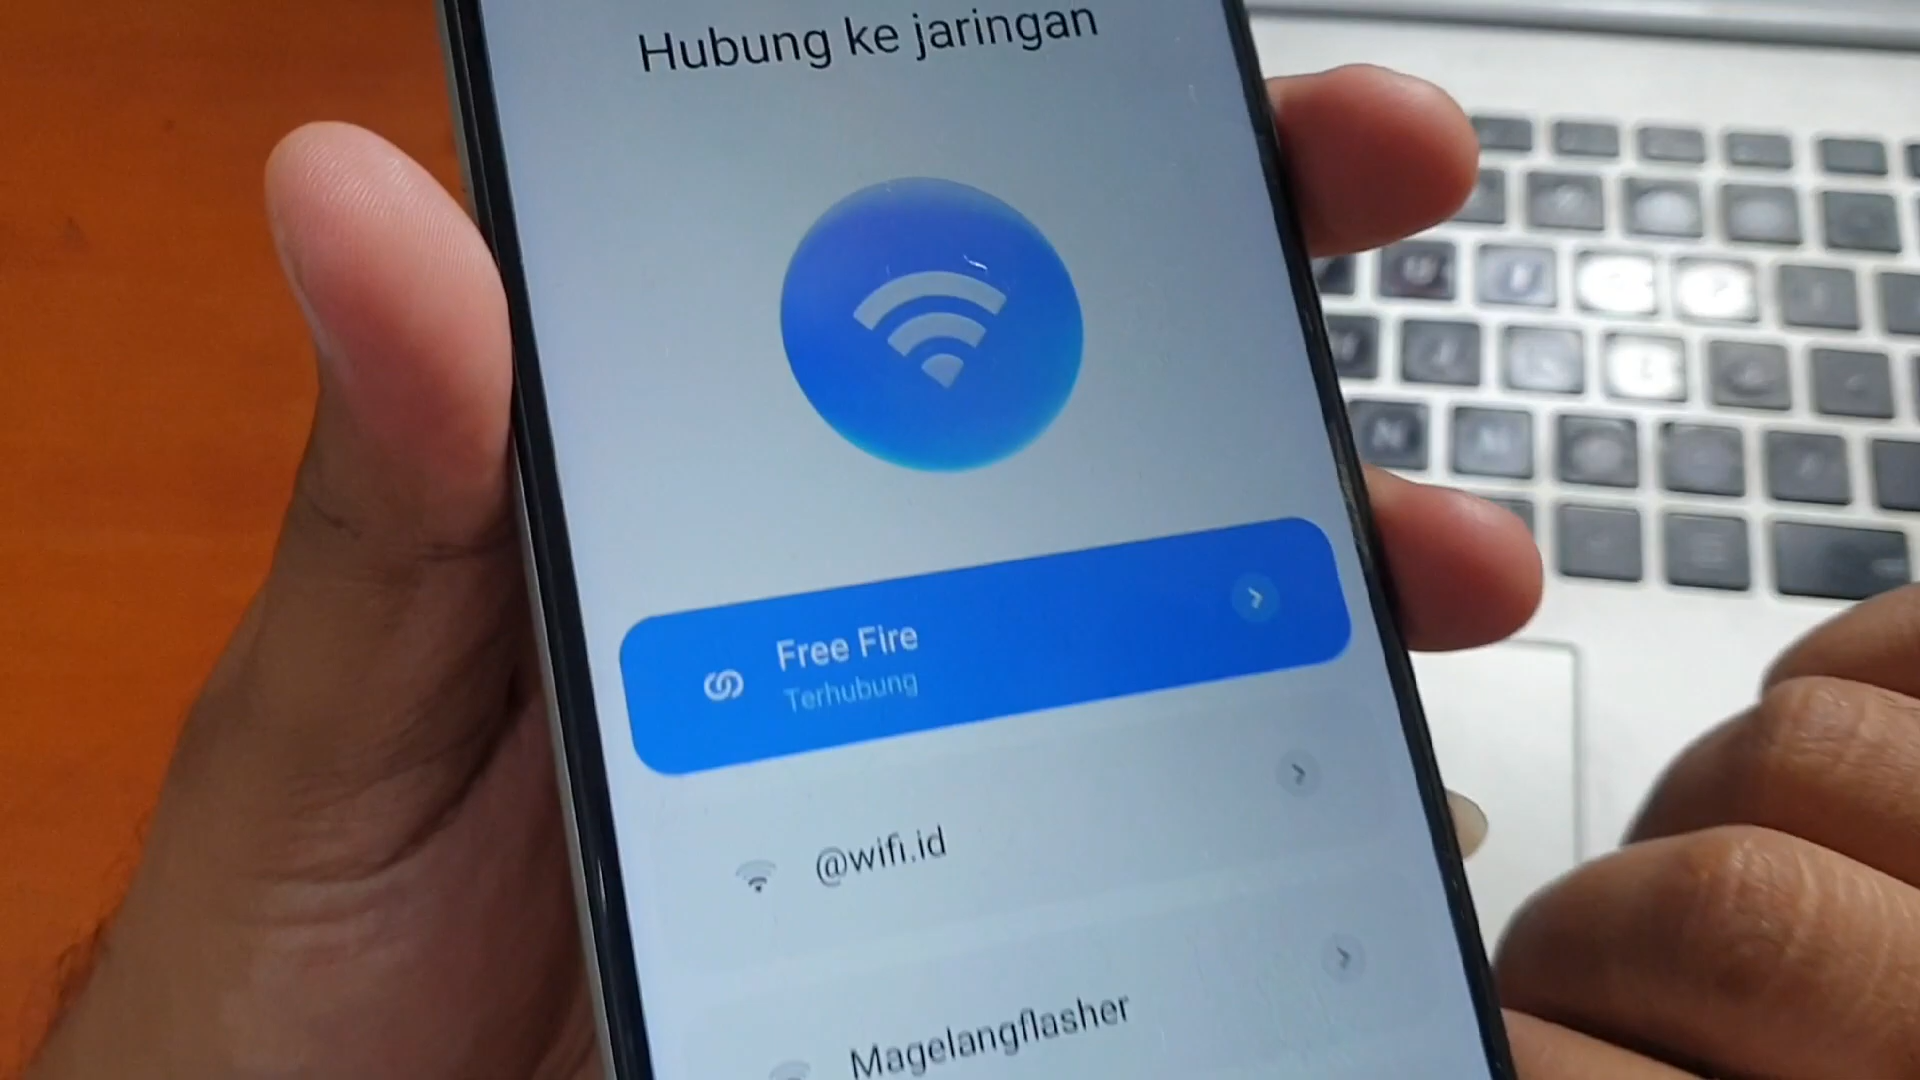 Hubung ke jaringan
Free Fire
Terhubung
@wifi.id
Magelangflasher